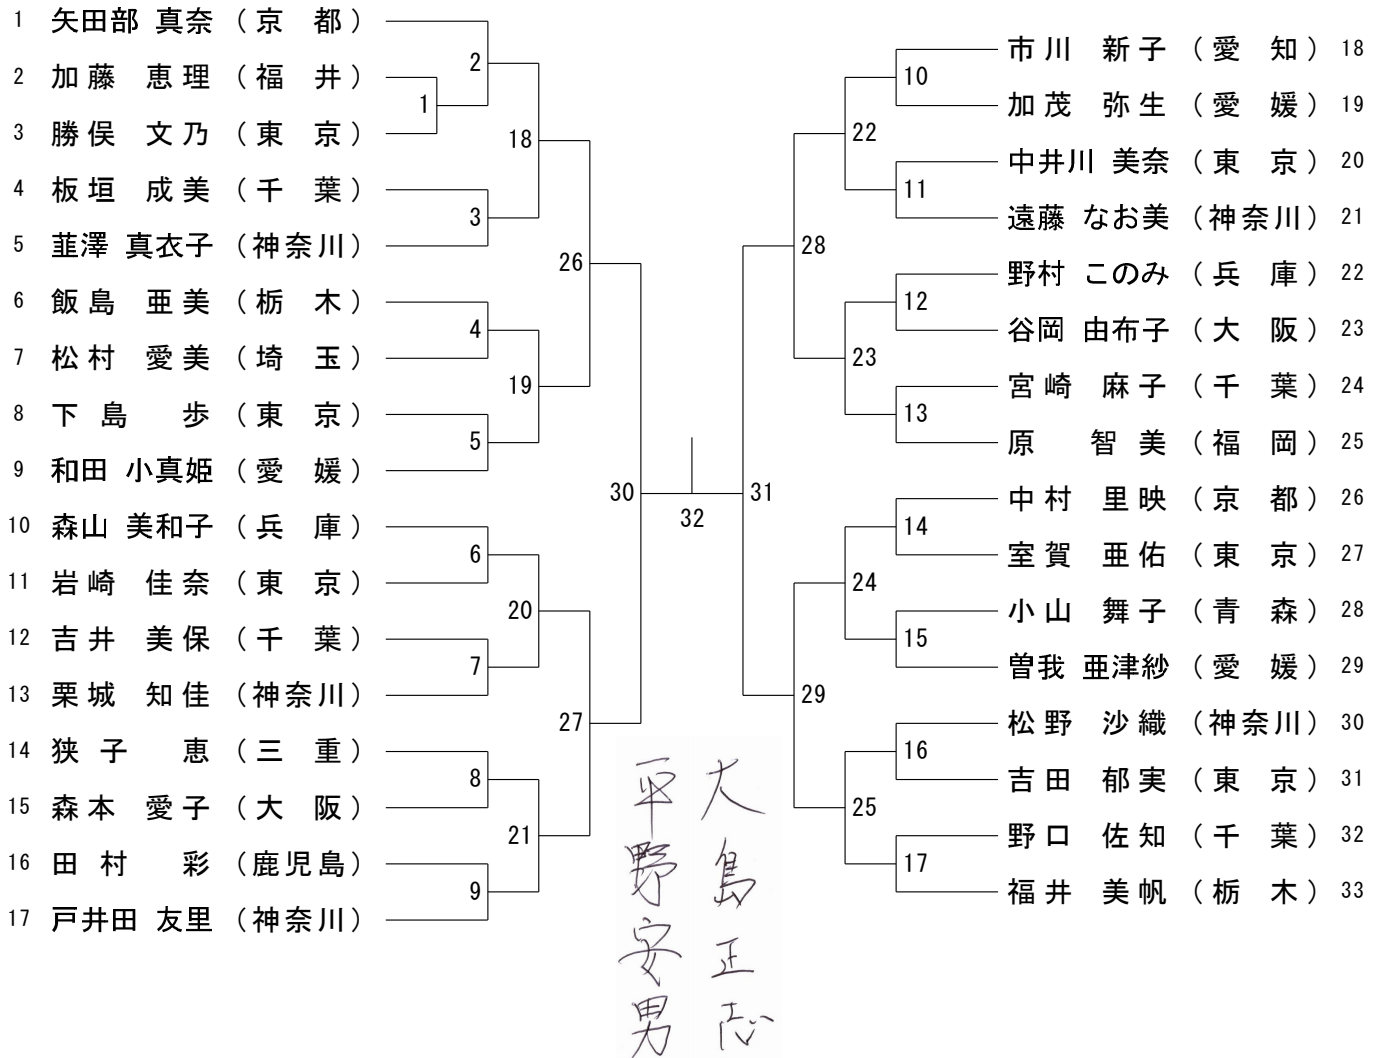 1 矢田部 真奈 （京 都）
2 加藤 恵理 （福 井）
3 勝俣 文乃 （東 京）
4 板垣 成美 （千 葉）
5 韮澤 真衣子 （神奈川）
6 飯島 亜美 （栃 木）
7 松村 愛美 （埼 玉）
8 下島 歩 （東 京）
9 和田 小真姫 （愛 媛）
10 森山 美和子 （兵 庫）
11 岩崎 佳奈 （東 京）
12 吉井 美保 （千 葉）
13 栗城 知佳 （神奈川）
14 狭子 恵 （三 重）
15 森本 愛子 （大 阪）
16 田村 彩 （鹿児島）
17 戸井田 友里 （神奈川）
1
2
3
4
5
6
7
8
9
18
19
20
21
26
27
30
32
31
28
29
22
23
24
25
10
11
12
13
14
15
16
17
市川 新子 （愛 知） 18
加茂 弥生 （愛 媛） 19
中井川 美奈 （東 京） 20
遠藤 なお美 （神奈川） 21
野村 このみ （兵 庫） 22
谷岡 由布子 （大 阪） 23
宮崎 麻子 （千 葉） 24
原 智美 （福 岡） 25
中村 里映 （京 都） 26
室賀 亜佑 （東 京） 27
小山 舞子 （青 森） 28
曽我 亜津紗 （愛 媛） 29
松野 沙織 （神奈川） 30
吉田 郁実 （東 京） 31
野口 佐知 （千 葉） 32
福井 美帆 （栃 木） 33
大島正志
平野安男